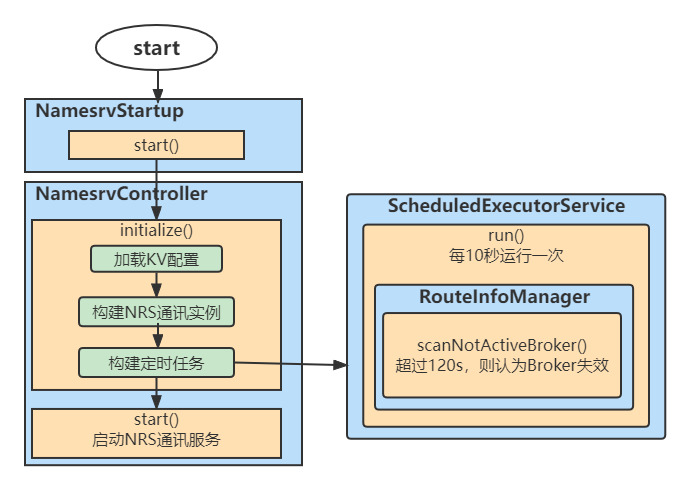 start
NamesrvStartup
start()
NamesrvController
initialize()
加载KV配置
构建NRS通讯实例
构建定时任务
start()
启动NRS通讯服务
ScheduledExecutorService
run()
每10秒运行一次
RouteInfoManager
scanNotActiveBroker()
超过120s，则认为Broker失效